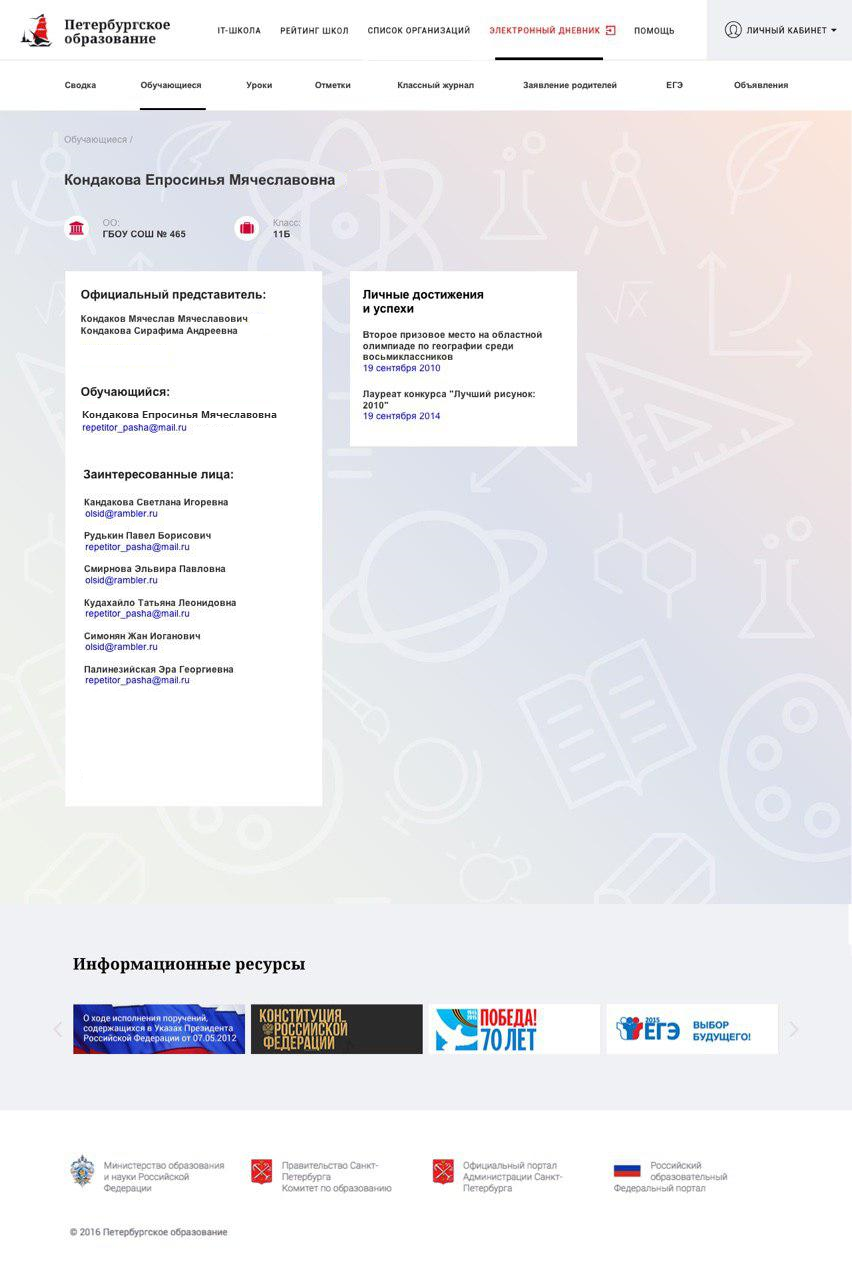 Петербургское
образование
IT-ШКОЛА
РЕЙТИНГ ШКОЛ
СПИСОК ОРГАНИЗАЦИЙ
ЭЛЕКТРОННЫЙ ДНЕВНИК
ПОМОЩЬ
ЛИЧНЫЙ КАБИНЕТ
Сводка
Обучающиеся
Уроки
Отметки
Классный журнал
Заявление родителей
ЕГЭ
Объявления
Обучающиеся /
Кондакова Епросинья Мячеславовна
ОО:
ГБОУ СОШ № 465
Класс:
11Б
Официальный представитель:
Кондаков Мячеслав Мячеславович
Кондакова Сирафима Андреевна
Обучающийся:
Кондакова Епросинья Мячеславовна
repetitor_pasha@mail.ru
Заинтересованные лица:
Кандакова Светлана Игоревна
olsid@rambler.ru
Рудькин Павел Борисович
repetitor_pasha@mail.ru
Смирнова Эльвира Павловна
olsid@rambler.ru
Кудахайло Татьяна Леонидовна
repetitor_pasha@mail.ru
Симонян Жан Иоганович
olsid@rambler.ru
Палинезийская Эра Георгиевна
repetitor_pasha@mail.ru
Личные достижения
и успехи
Второе призовое место на областной
олимпиаде по географии среди
восьмиклассников
19 сентября 2010
Лауреат конкурса "Лучший рисунок:
2010"
19 сентября 2014
√x
√x
Информационные ресурсы
О ходе исполнения поручений,
содержащихся в Указах Президента
Российской Федерации от 07.05.2012
КОНСТИТУЦИЯ
РОССИЙСКОЙ
ФЕДЕРАЦИИ
1945
2015
ПОБЕДА!
70 ЛЕТ
2015
ЕГЭ
ВЫБОР
БУДУЩЕГО!
Министерство образования
и науки Российской
Федерации
Правительство Санкт-
Петербурга
Комитет по образованию
Официальный портал
Администрации Санкт-
Петербурга
Российский
образовательный
Федеральный портал
© 2016 Петербургское образование